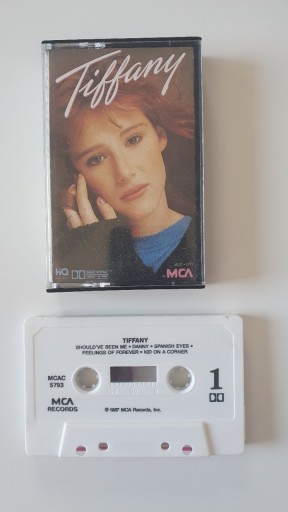 Tiffany
HQ
MCA
TIFFANY
SHOULD'VE BEEN ME • DANNY • SPANISH EYES •
FEELINGS OF FOREVER • KID ON A CORNER
MCAC
5793
1
MCA
RECORDS
℗1987 MCA Records, Inc.